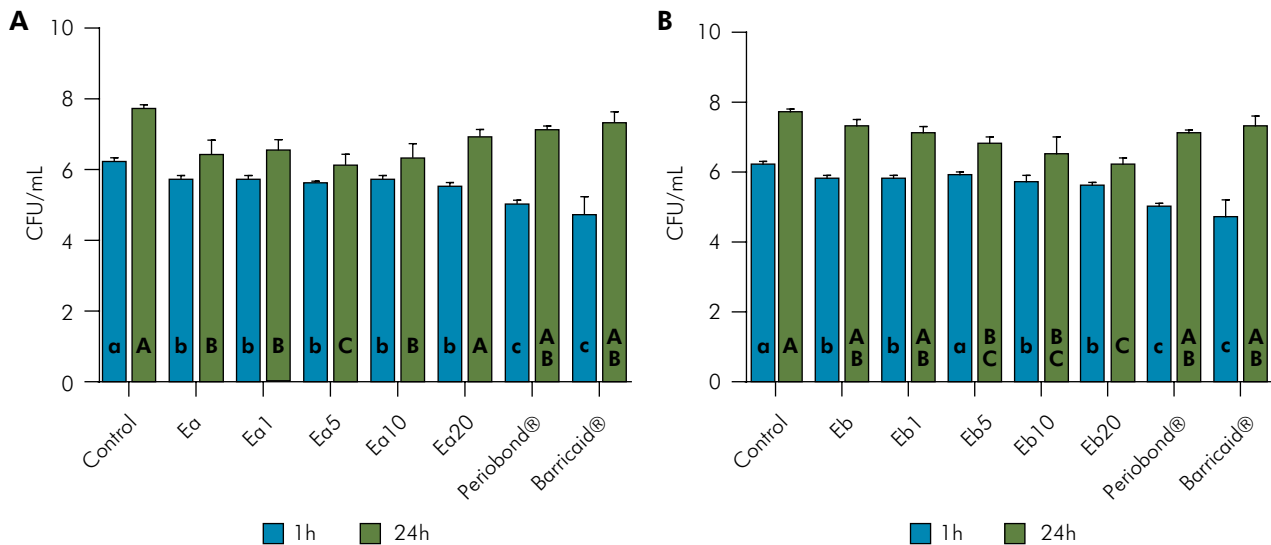 A
10
8
6
4
2
0
CFU/mL
a A b B b B b C b B b A c A B c A B
Control Ea Ea1 Ea5 Ea10 Ea20 Periobond® Barricaid®
1h 24h
B
10
8
6
4
2
0
CFU/mL
a A b A B b A B a B C b B C b C c A B c A B
Control Eb Eb1 Eb5 Eb10 Eb20 Periobond® Barricaid®
1h 24h